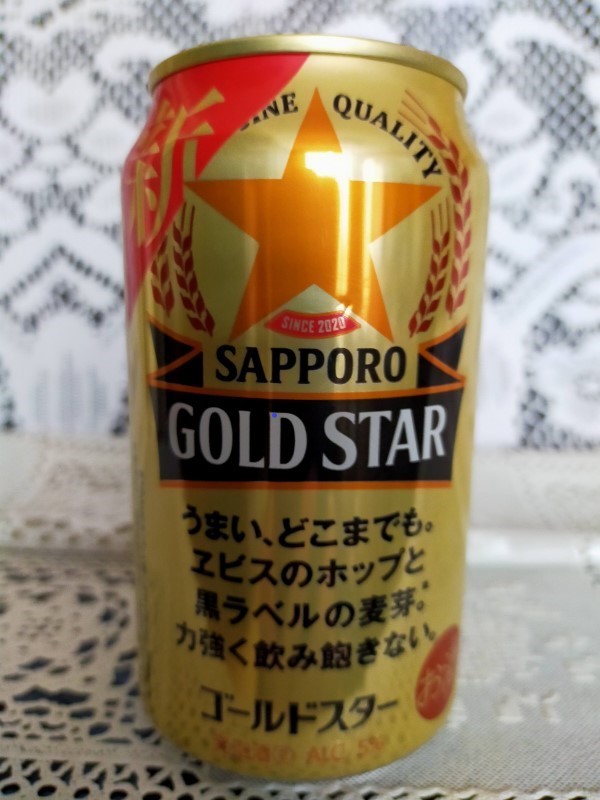 新
QUALITY
SINCE 2020
SAPPORO
GOLD STAR
うまい、どこまでも。
ヱビスのホップと
黒ラベルの麦芽。*
力強く飲み飽きない。
ゴールドスター
ALC. 5%